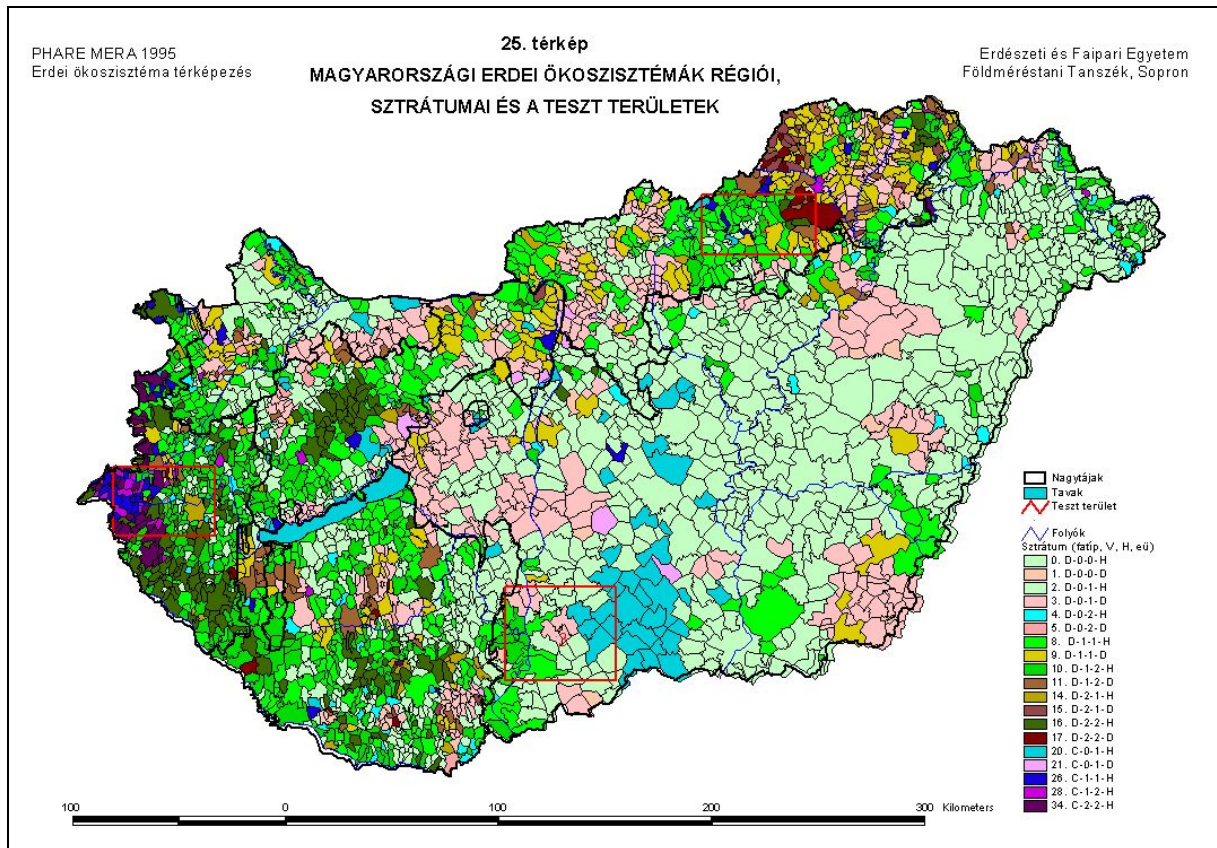 PHARE MERA 1995
Erdei ökoszisztéma térképezés
25. térkép
MAGYARORSZÁGI ERDEI ÖKOSZISZTÉMÁK RÉGIÓI,
SZTRÁTUMAI ÉS A TESZT TERÜLETEK
Erdészeti és Faipari Egyetem
Földméréstani Tanszék, Sopron
Nagytájak
Tavak
Teszt terület
Folyók
Sztrátum (fatíp, V, H, eü)
0. D-0-0-H
1. D-0-0-D
2. D-0-1-H
3. D-0-1-D
4. D-0-2-H
5. D-0-2-D
8. D-1-1-H
9. D-1-1-D
10. D-1-2-H
11. D-1-2-D
14. D-2-1-H
15. D-2-1-D
16. D-2-2-H
17. D-2-2-D
20. C-0-1-H
21. C-0-1-D
26. C-1-1-H
28. C-1-2-H
34. C-2-2-H
100 0 100 200 300 Kilometers